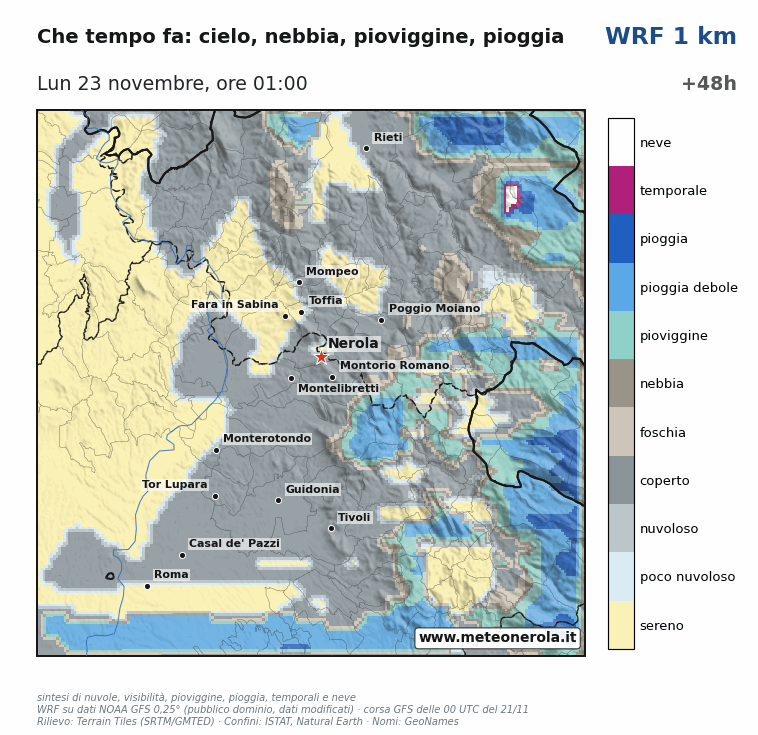 Che tempo fa: cielo, nebbia, pioviggine, pioggia
WRF 1 km
Lun 23 novembre, ore 01:00
+48h
Rieti
Mompeo
Fara in Sabina
Toffia
Poggio Moiano
Nerola
Montorio Romano
Montelibretti
Monterotondo
Tor Lupara
Guidonia
Tivoli
Casal de' Pazzi
Roma
www.meteonerola.it
neve
temporale
pioggia
pioggia debole
pioviggine
nebbia
foschia
coperto
nuvoloso
poco nuvoloso
sereno
sintesi di nuvole, visibilità, pioviggine, pioggia, temporali e neve
WRF su dati NOAA GFS 0,25° (pubblico dominio, dati modificati) · corsa GFS delle 00 UTC del 21/11
Rilievo: Terrain Tiles (SRTM/GMTED) · Confini: ISTAT, Natural Earth · Nomi: GeoNames